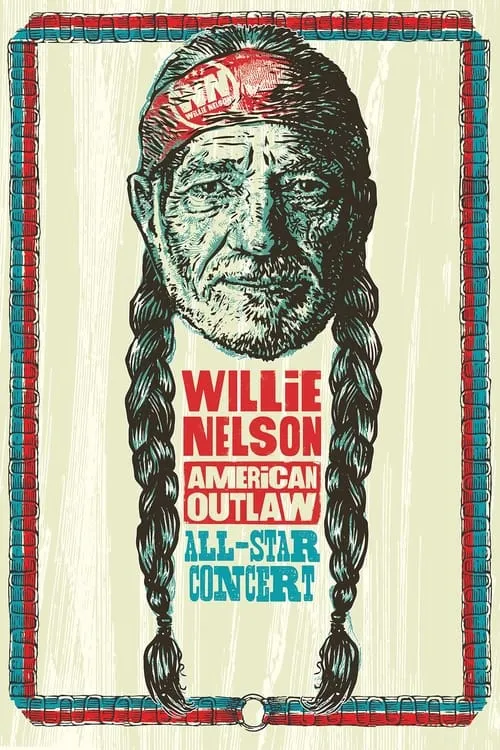 WN
WILLIE NELSON
WILLiE
NELSON
AMERiCAN
OUTLAW
ALL-STAR
CONCERT